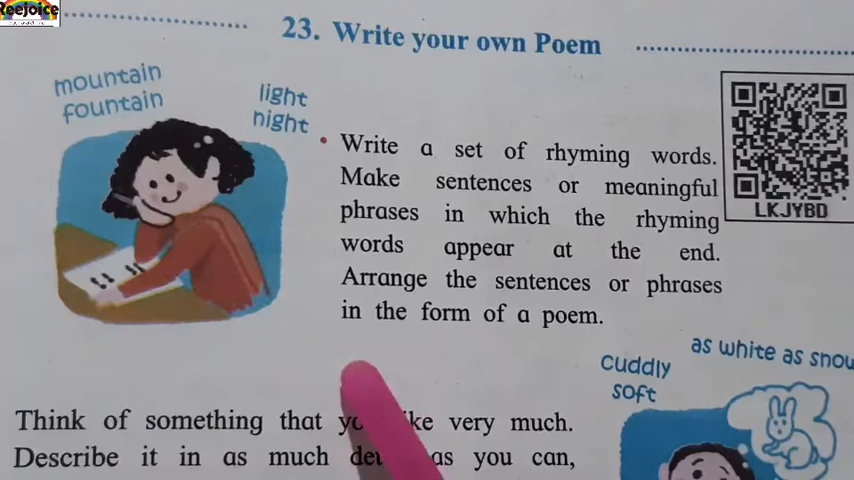 Reejoice
23. Write your own Poem
mountain
fountain
light
night
• Write a set of rhyming words.
Make sentences or meaningful
phrases in which the rhyming
words appear at the end.
Arrange the sentences or phrases
in the form of a poem.
LKJYBD
as white as snow
cuddly
soft
Think of something that very much.
Describe it in as much as you can,